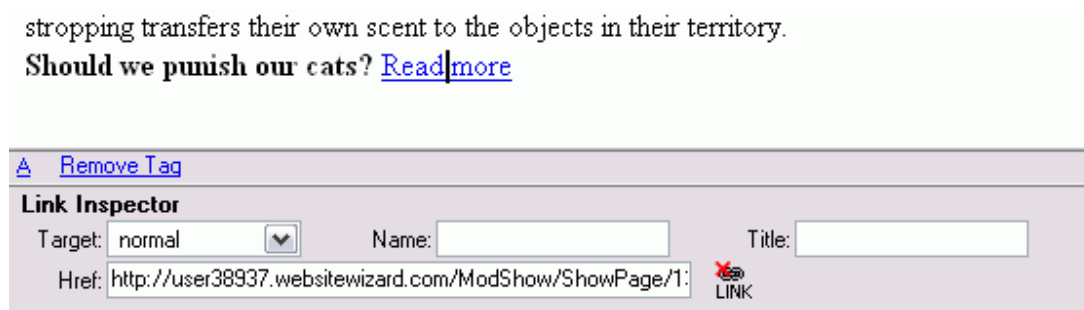 stropping transfers their own scent to the objects in their territory.
Should we punish our cats? Read more
A Remove Tag
Link Inspector
Target: normal Name: Title:
Href: http://user38937.websitewizard.com/ModShow/ShowPage/1
LINK